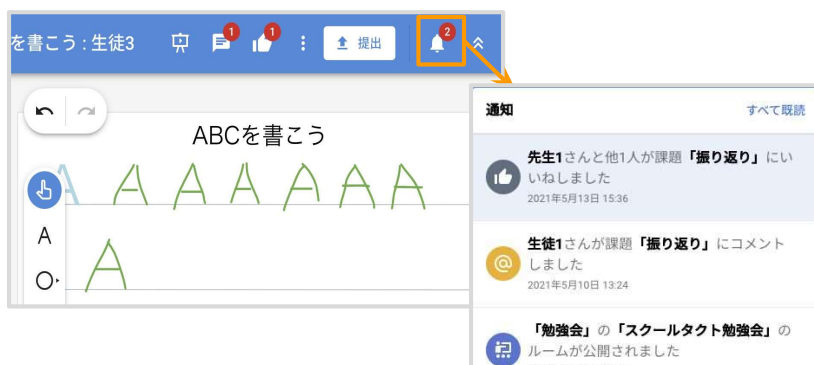 を書こう : 生徒3
1
1
提出
2
ABCを書こう
A A A A A A A
A
A
通知
すべて既読
先生1さんと他1人が課題「振り返り」にい
いねしました
2021年5月13日 15:36
生徒1さんが課題「振り返り」にコメント
しました
2021年5月10日 13:24
「勉強会」の「スクールタクト勉強会」の
ルームが公開されました